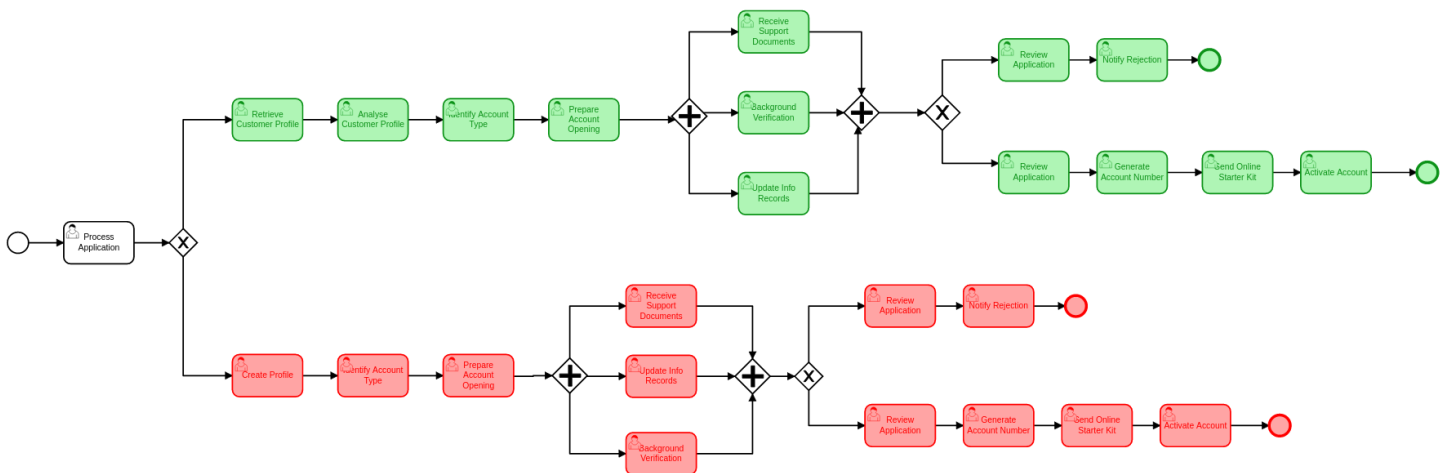 Process
Application
Retrieve
Customer Profile
Analyse
Customer Profile
Identify Account
Type
Prepare
Account
Opening
Receive
Support
Documents
Background
Verification
Update Info
Records
Review
Application
Notify Rejection
Review
Application
Generate
Account Number
Send Online
Starter Kit
Activate Account
Create Profile
Identify Account
Type
Prepare
Account
Opening
Receive
Support
Documents
Update Info
Records
Background
Verification
Review
Application
Notify Rejection
Review
Application
Generate
Account Number
Send Online
Starter Kit
Activate Account